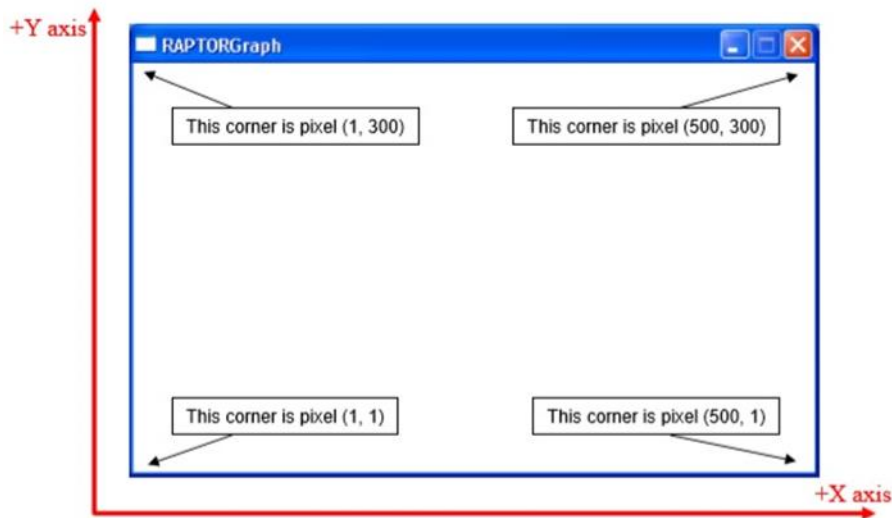 +Y axis
RAPTORGraph
This corner is pixel (1, 300)
This corner is pixel (500, 300)
This corner is pixel (1, 1)
This corner is pixel (500, 1)
+X axis